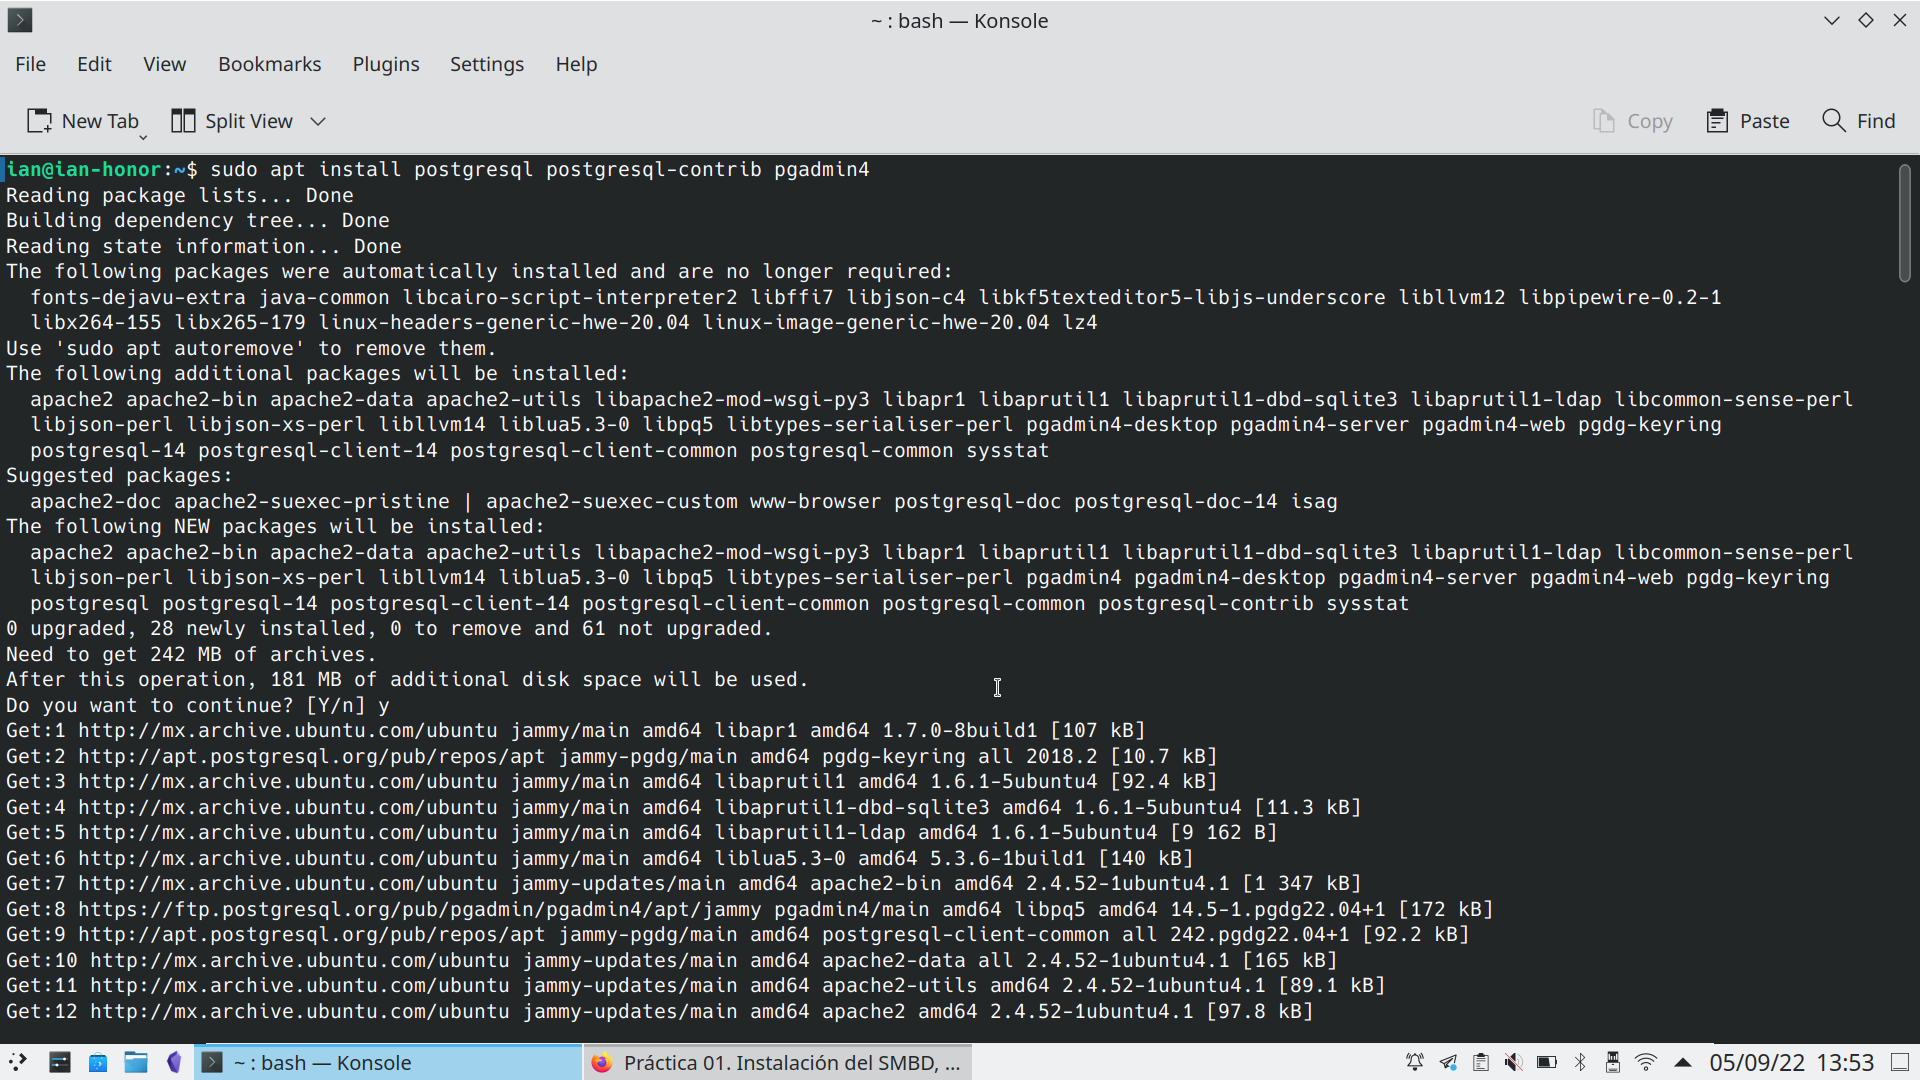 ~ : bash — Konsole
File Edit View Bookmarks Plugins Settings Help
New Tab Split View Copy Paste Find
ian@ian-honor:~$ sudo apt install postgresql postgresql-contrib pgadmin4
Reading package lists... Done
Building dependency tree... Done
Reading state information... Done
The following packages were automatically installed and are no longer required:
  fonts-dejavu-extra java-common libcairo-script-interpreter2 libffi7 libjson-c4 libkf5texteditor5-libjs-underscore libllvm12 libpipewire-0.2-1
  libx264-155 libx265-179 linux-headers-generic-hwe-20.04 linux-image-generic-hwe-20.04 lz4
Use 'sudo apt autoremove' to remove them.
The following additional packages will be installed:
  apache2 apache2-bin apache2-data apache2-utils libapache2-mod-wsgi-py3 libapr1 libaprutil1 libaprutil1-dbd-sqlite3 libaprutil1-ldap libcommon-sense-perl
  libjson-perl libjson-xs-perl libllvm14 liblua5.3-0 libpq5 libtypes-serialiser-perl pgadmin4-desktop pgadmin4-server pgadmin4-web pgdg-keyring
  postgresql-14 postgresql-client-14 postgresql-client-common postgresql-common sysstat
Suggested packages:
  apache2-doc apache2-suexec-pristine | apache2-suexec-custom www-browser postgresql-doc postgresql-doc-14 isag
The following NEW packages will be installed:
  apache2 apache2-bin apache2-data apache2-utils libapache2-mod-wsgi-py3 libapr1 libaprutil1 libaprutil1-dbd-sqlite3 libaprutil1-ldap libcommon-sense-perl
  libjson-perl libjson-xs-perl libllvm14 liblua5.3-0 libpq5 libtypes-serialiser-perl pgadmin4 pgadmin4-desktop pgadmin4-server pgadmin4-web pgdg-keyring
  postgresql postgresql-14 postgresql-client-14 postgresql-client-common postgresql-common postgresql-contrib sysstat
0 upgraded, 28 newly installed, 0 to remove and 61 not upgraded.
Need to get 242 MB of archives.
After this operation, 181 MB of additional disk space will be used.
Do you want to continue? [Y/n] y
Get:1 http://mx.archive.ubuntu.com/ubuntu jammy/main amd64 libapr1 amd64 1.7.0-8build1 [107 kB]
Get:2 http://apt.postgresql.org/pub/repos/apt jammy-pgdg/main amd64 pgdg-keyring all 2018.2 [10.7 kB]
Get:3 http://mx.archive.ubuntu.com/ubuntu jammy/main amd64 libaprutil1 amd64 1.6.1-5ubuntu4 [92.4 kB]
Get:4 http://mx.archive.ubuntu.com/ubuntu jammy/main amd64 libaprutil1-dbd-sqlite3 amd64 1.6.1-5ubuntu4 [11.3 kB]
Get:5 http://mx.archive.ubuntu.com/ubuntu jammy/main amd64 libaprutil1-ldap amd64 1.6.1-5ubuntu4 [9 162 B]
Get:6 http://mx.archive.ubuntu.com/ubuntu jammy/main amd64 liblua5.3-0 amd64 5.3.6-1build1 [140 kB]
Get:7 http://mx.archive.ubuntu.com/ubuntu jammy-updates/main amd64 apache2-bin amd64 2.4.52-1ubuntu4.1 [1 347 kB]
Get:8 https://ftp.postgresql.org/pub/pgadmin/pgadmin4/apt/jammy pgadmin4/main amd64 libpq5 amd64 14.5-1.pgdg22.04+1 [172 kB]
Get:9 http://apt.postgresql.org/pub/repos/apt jammy-pgdg/main amd64 postgresql-client-common all 242.pgdg22.04+1 [92.2 kB]
Get:10 http://mx.archive.ubuntu.com/ubuntu jammy-updates/main amd64 apache2-data all 2.4.52-1ubuntu4.1 [165 kB]
Get:11 http://mx.archive.ubuntu.com/ubuntu jammy-updates/main amd64 apache2-utils amd64 2.4.52-1ubuntu4.1 [89.1 kB]
Get:12 http://mx.archive.ubuntu.com/ubuntu jammy-updates/main amd64 apache2 amd64 2.4.52-1ubuntu4.1 [97.8 kB]
~ : bash — Konsole Práctica 01. Instalación del SMBD, ... 05/09/22 13:53